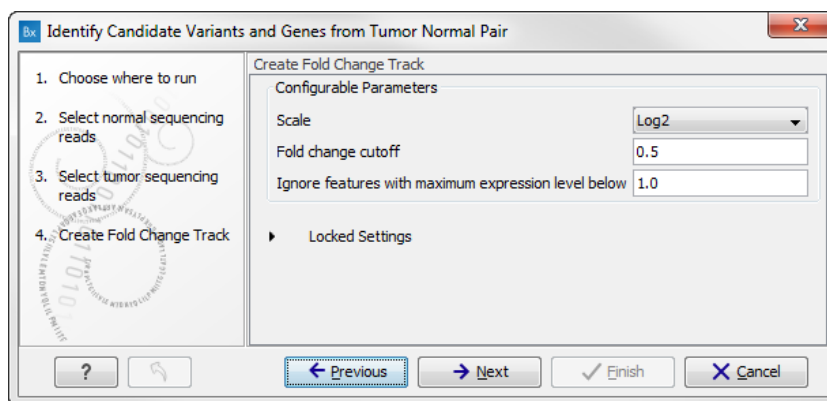 Bx Identify Candidate Variants and Genes from Tumor Normal Pair
1. Choose where to run
2. Select normal sequencing
reads
3. Select tumor sequencing
reads
4. Create Fold Change Track
Create Fold Change Track
Configurable Parameters
Scale Log2
Fold change cutoff 0.5
Ignore features with maximum expression level below 1.0
Locked Settings
? Previous Next Finish Cancel